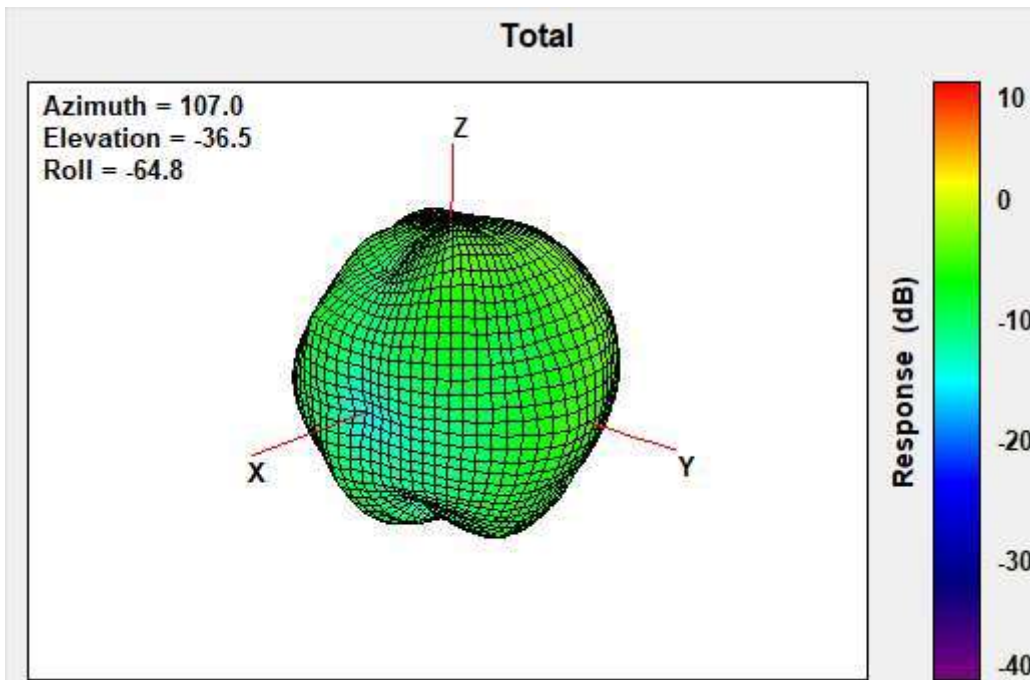 Total
Azimuth = 107.0
Elevation = -36.5
Roll = -64.8
Z
X
Y
Response (dB)
10
0
-10
-20
-30
-40